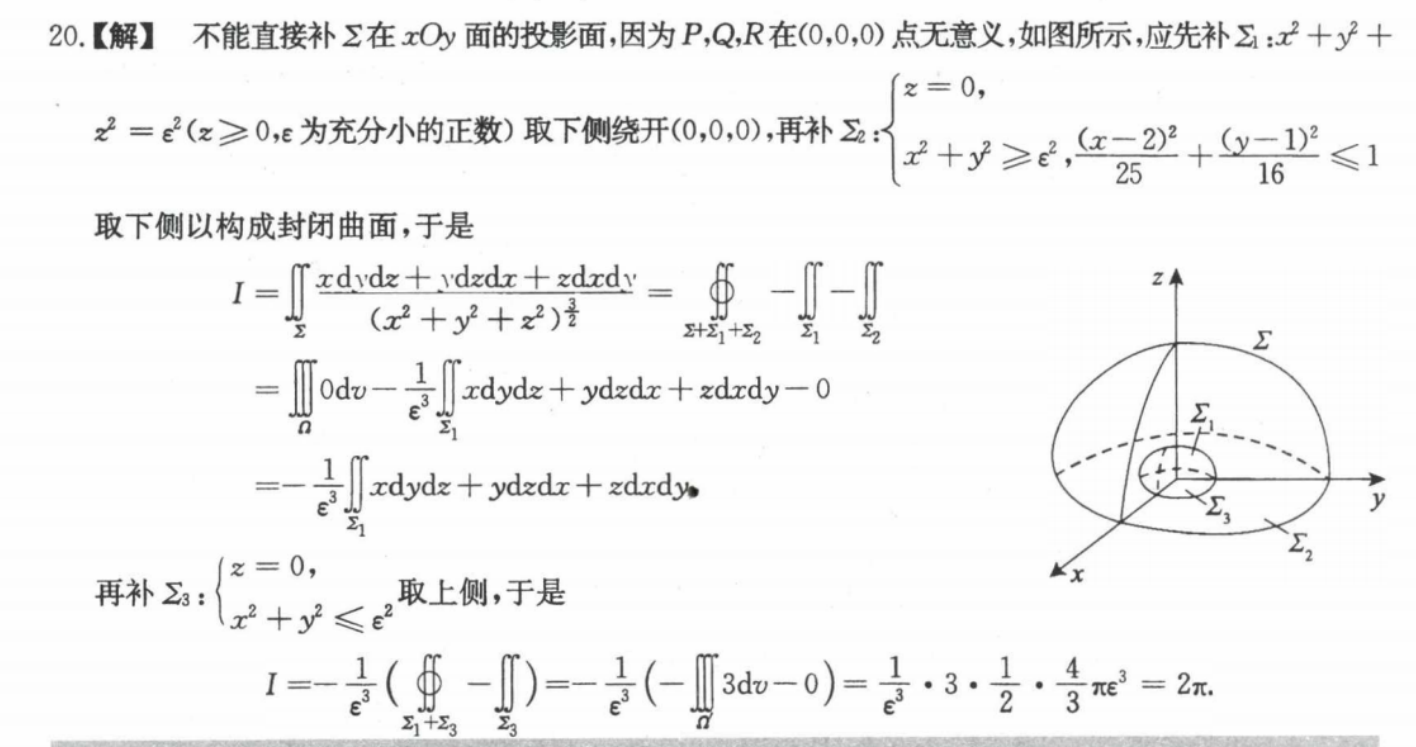 20.【解】 不能直接补 Σ 在 xOy 面的投影面,因为 P,Q,R 在(0,0,0) 点无意义,如图所示,应先补 Σ₁:x²+y²+
z² = ε²(z≥0,ε 为充分小的正数) 取下侧绕开(0,0,0),再补 Σ₂:{z = 0, x²+y²≥ε², (x−2)²/25 + (y−1)²/16 ≤1
取下侧以构成封闭曲面,于是
I = ∬_Σ (xdydz + ydzdx + zdxdy)/(x²+y²+z²)^(3/2) = ∯_(Σ+Σ₁+Σ₂) − ∬_Σ₁ − ∬_Σ₂
= ∭_Ω 0dv − 1/ε³ ∬_Σ₁ xdydz + ydzdx + zdxdy − 0
= − 1/ε³ ∬_Σ₁ xdydz + ydzdx + zdxdy.
再补 Σ₃:{z = 0, x²+y²≤ε² 取上侧,于是
I = − 1/ε³ (∯_(Σ₁+Σ₃) − ∬_Σ₃) = − 1/ε³ (− ∭_Ω′ 3dv − 0) = 1/ε³ · 3 · 1/2 · 4/3 πε³ = 2π.
z
Σ
Σ₁
Σ₃
y
Σ₂
x